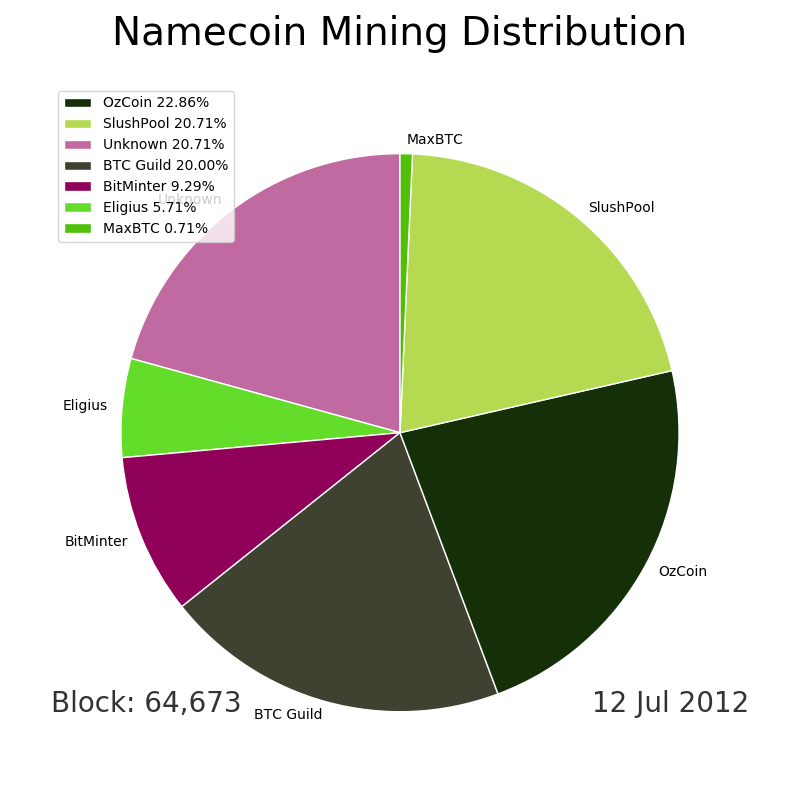 Namecoin Mining Distribution
OzCoin 22.86%
SlushPool 20.71%
Unknown 20.71%
BTC Guild 20.00%
BitMinter 9.29%
Eligius 5.71%
MaxBTC 0.71%
MaxBTC
SlushPool
Unknown
Eligius
BitMinter
OzCoin
BTC Guild
Block: 64,673
12 Jul 2012